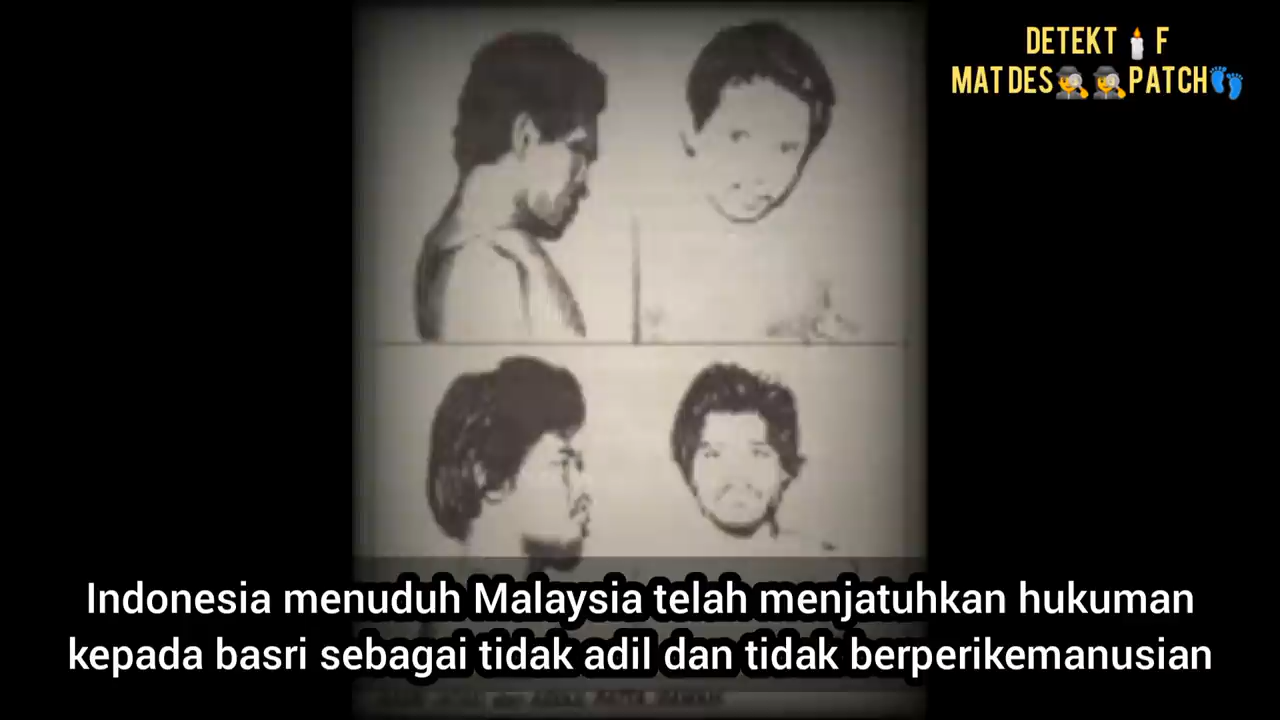 DETEKT🕯️F
MAT DES🕵️🕵️PATCH👣
Indonesia menuduh Malaysia telah menjatuhkan hukuman
kepada basri sebagai tidak adil dan tidak berperikemanusian